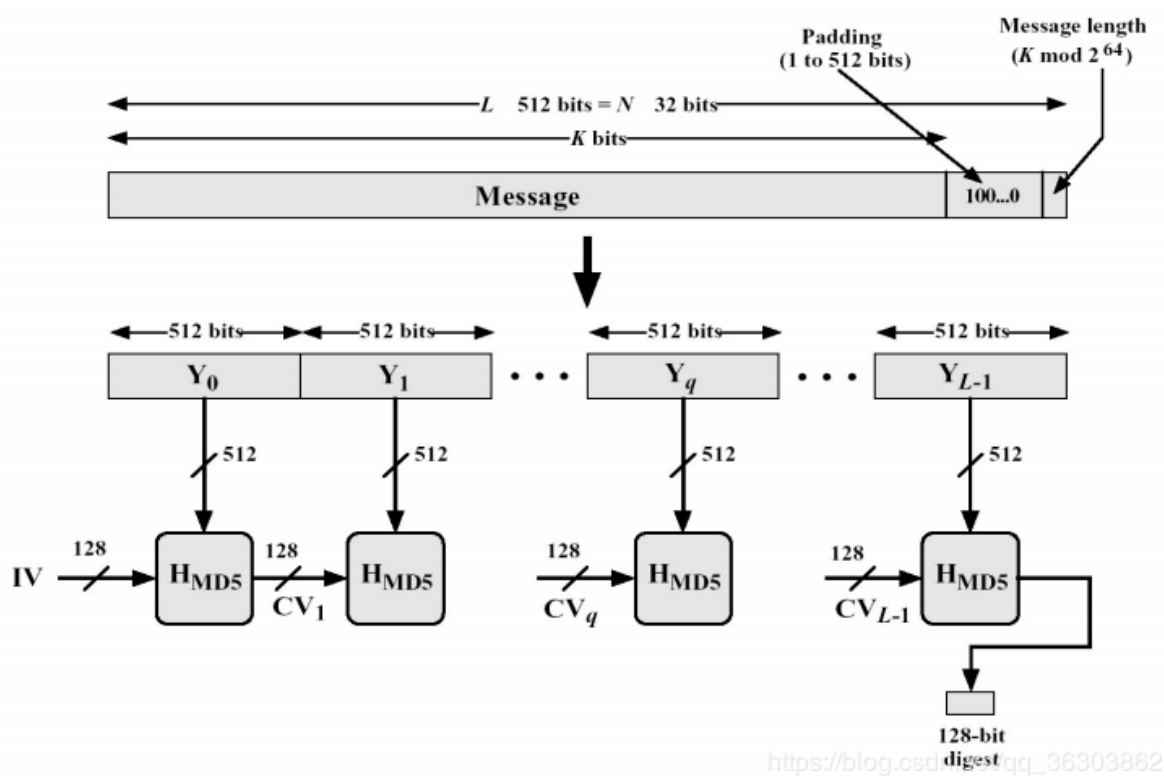 Padding
(1 to 512 bits)
Message length
(K mod 2^64)
L 512 bits = N 32 bits
K bits
Message
100...0
512 bits
512 bits
512 bits
512 bits
Y0
Y1
...
Yq
...
YL-1
512
512
512
512
IV
128
HMD5
128
CV1
HMD5
128
CVq
HMD5
128
CVL-1
HMD5
128-bit
digest